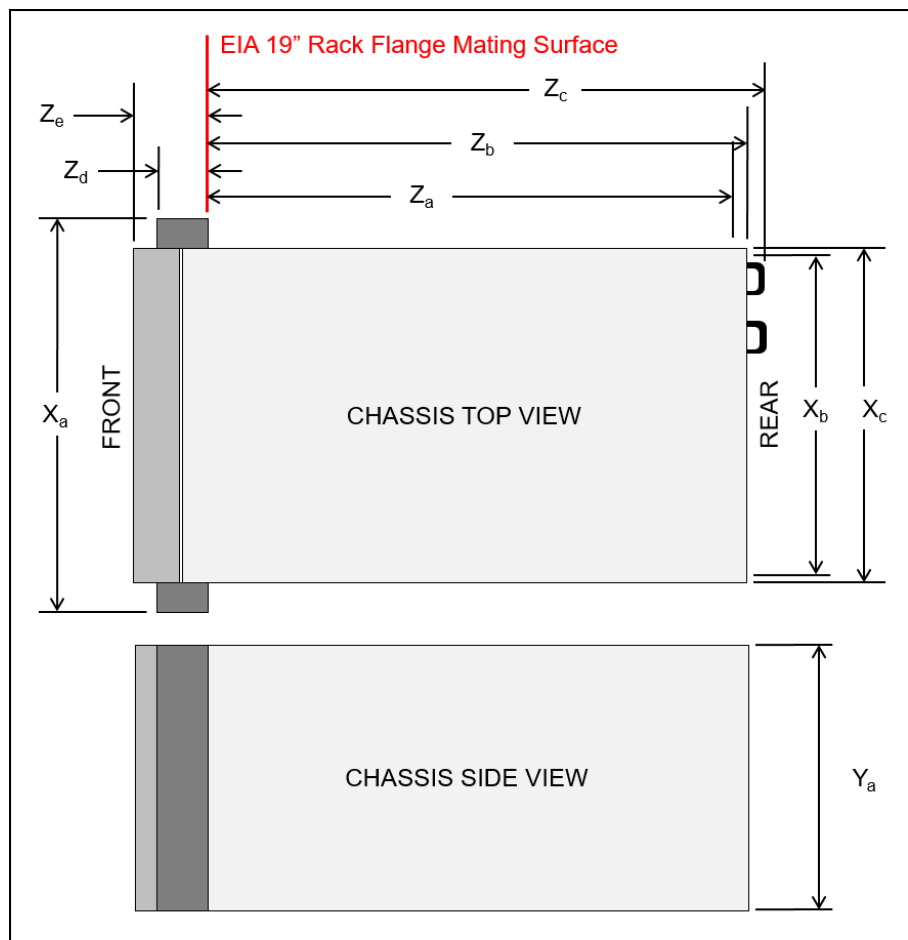 EIA 19” Rack Flange Mating Surface
Zc
Ze
Zb
Zd
Za
FRONT
Xa
CHASSIS TOP VIEW
REAR
Xb
Xc
CHASSIS SIDE VIEW
Ya